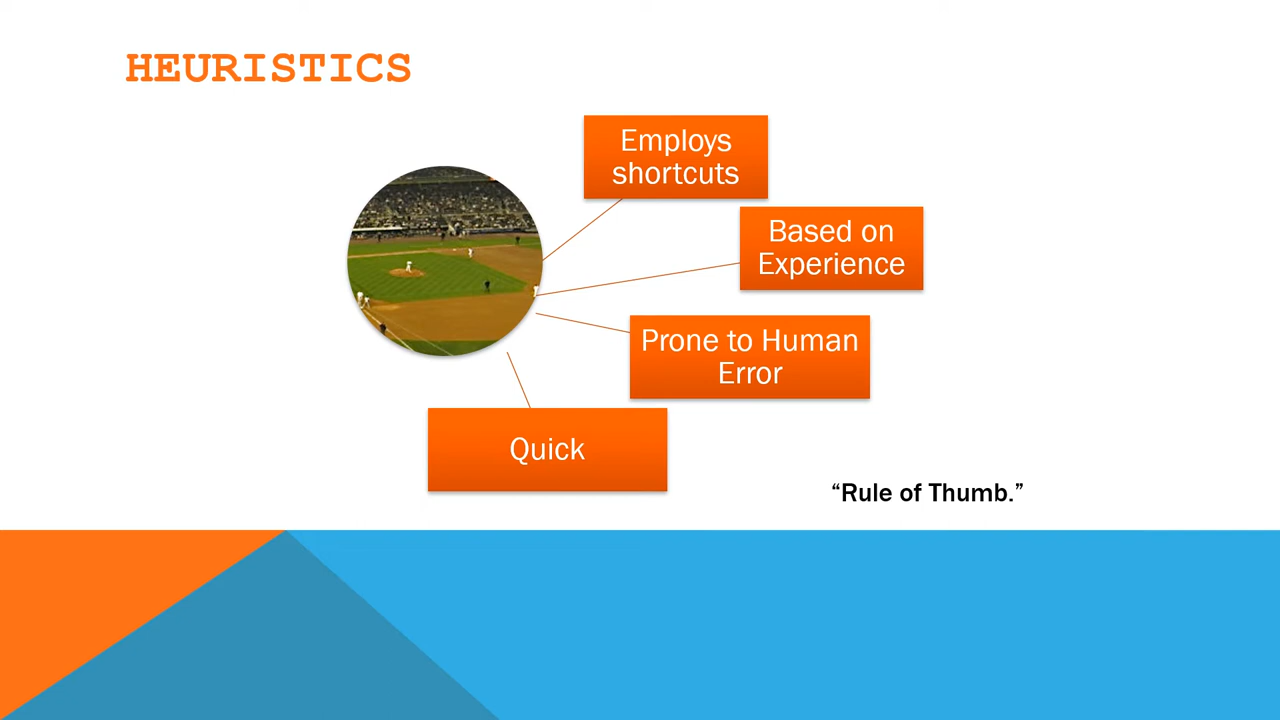 HEURISTICS
Employs
shortcuts
Based on
Experience
Prone to Human
Error
Quick
“Rule of Thumb.”